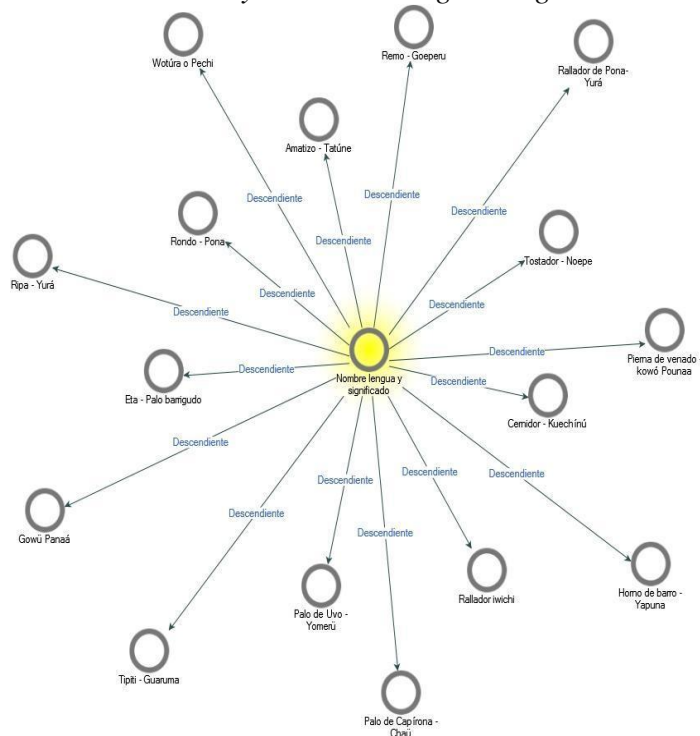 Wotúra o Pechi
Remo - Goeperu
Rallador de Pona-
Yurá
Amatizo - Tatúne
Descendiente
Descendiente
Descendiente
Rondo - Pona
Descendiente
Tostador - Noepe
Ripa - Yurá
Descendiente
Descendiente
Descendiente
Descendiente
Pierna de venado -
kowó Pounaa
Descendiente
Nombre lengua y
significado
Descendiente
Eta - Palo barrigudo
Cernidor - Kuechínú
Descendiente
Descendiente
Descendiente
Descendiente
Descendiente
Descendiente
Gowü Panaá
Palo de Uvo -
Yomerü
Rallador iwichi
Horno de barro -
Yapuna
Tipiti - Guaruma
Palo de Capírona -
Chaü